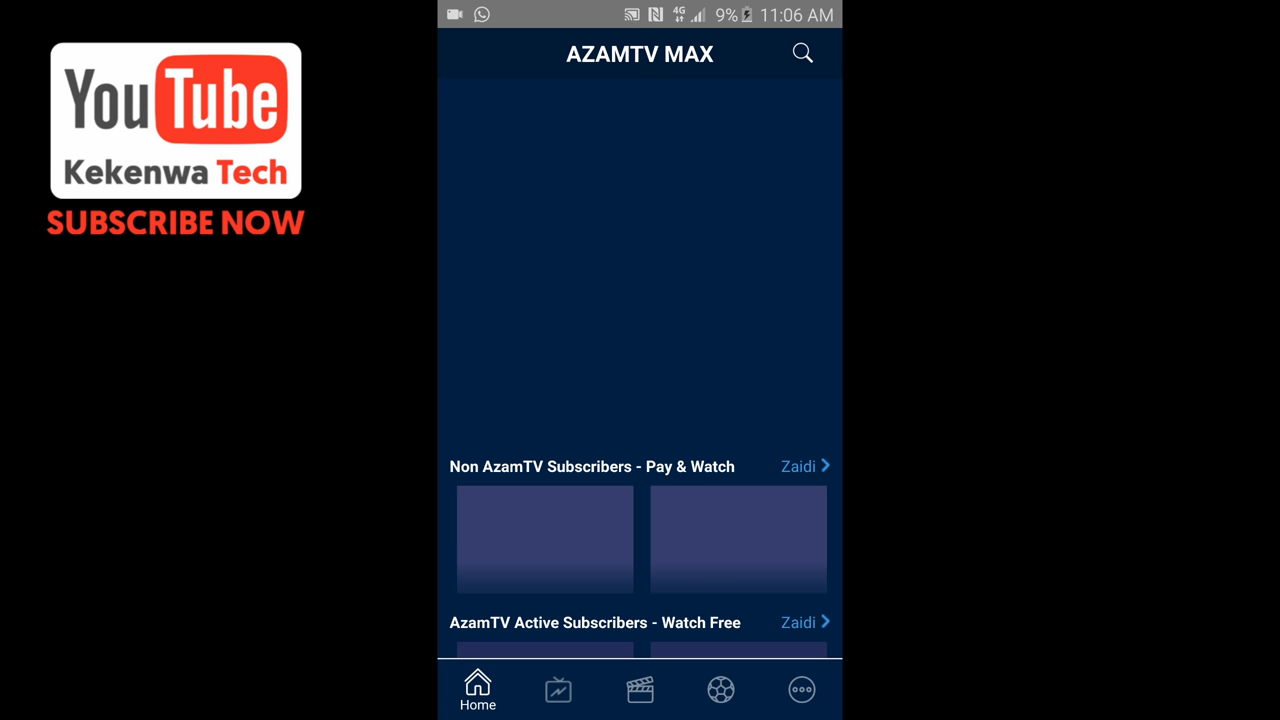 YouTube
Kekenwa Tech
SUBSCRIBE NOW
4G 9% 11:06 AM
AZAMTV MAX
Non AzamTV Subscribers - Pay & Watch Zaidi
AzamTV Active Subscribers - Watch Free Zaidi
Home